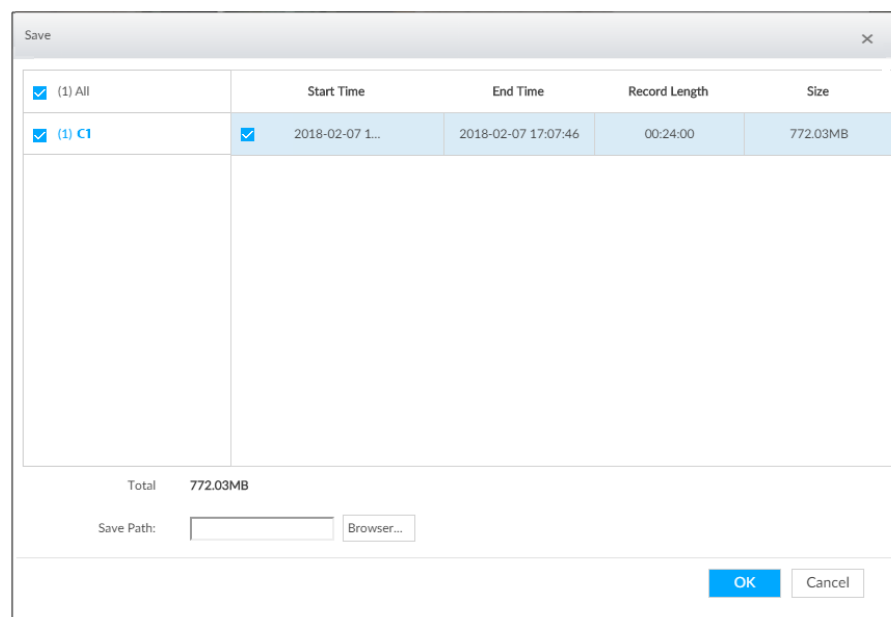 Save
(1) All Start Time End Time Record Length Size
(1) C1 2018-02-07 1... 2018-02-07 17:07:46 00:24:00 772.03MB
Total 772.03MB
Save Path: Browser...
OK Cancel